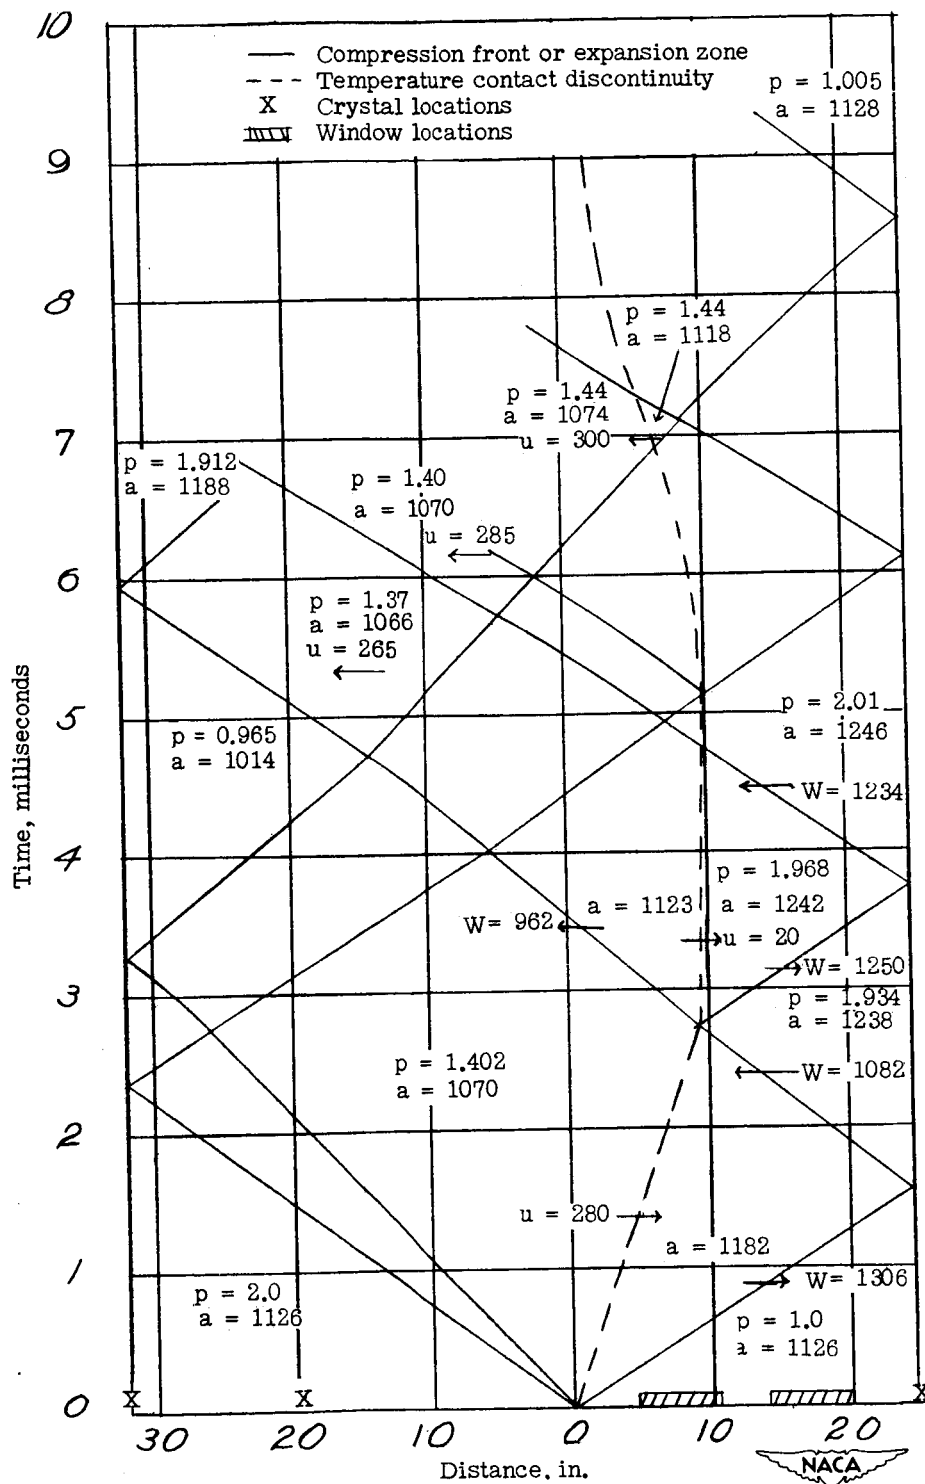 10
Compression front or expansion zone
Temperature contact discontinuity
X Crystal locations
Window locations
p = 1.005
a = 1128
9
8
p = 1.44
a = 1118
p = 1.44
a = 1074
u = 300
7
p = 1.912
a = 1188
p = 1.40
a = 1070
u = 285
6
p = 1.37
a = 1066
u = 265
5
p = 2.01
a = 1246
p = 0.965
a = 1014
W= 1234
4
p = 1.968
a = 1123
a = 1242
W= 962
u = 20
W= 1250
3
p = 1.934
a = 1238
W= 1082
p = 1.402
a = 1070
2
u = 280
a = 1182
1
W= 1306
p = 2.0
a = 1126
p = 1.0
a = 1126
0
X X X
30 20 10 0 10 20
Distance, in.
Time, milliseconds
NACA